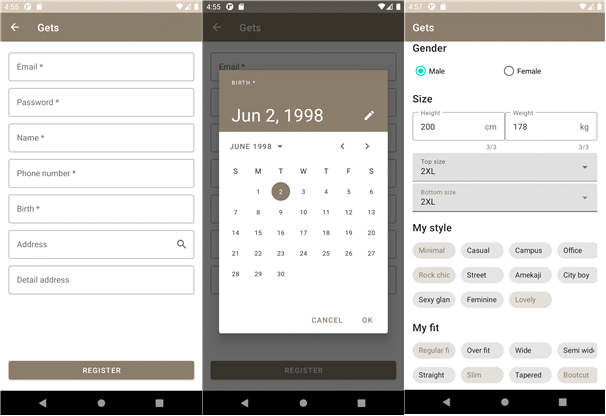 4:55
Gets
Email *
Password *
Name *
Phone number *
Birth *
Address
Detail address
REGISTER
4:55
Gets
Email *
BIRTH *
Jun 2, 1998
JUNE 1998
S M T W T F S
1 2 3 4 5 6
7 8 9 10 11 12 13
14 15 16 17 18 19 20
21 22 23 24 25 26 27
28 29 30
CANCEL OK
REGISTER
4:57
Gets
Gender
Male Female
Size
Height Weight
200 cm 178 kg
3/3 3/3
Top size
2XL
Bottom size
2XL
My style
Minimal Casual Campus Office
Rock chic Street Amekaji City boy
Sexy glan Feminine Lovely
My fit
Regular fi Over fit Wide Semi wide
Straight Slim Tapered Bootcut